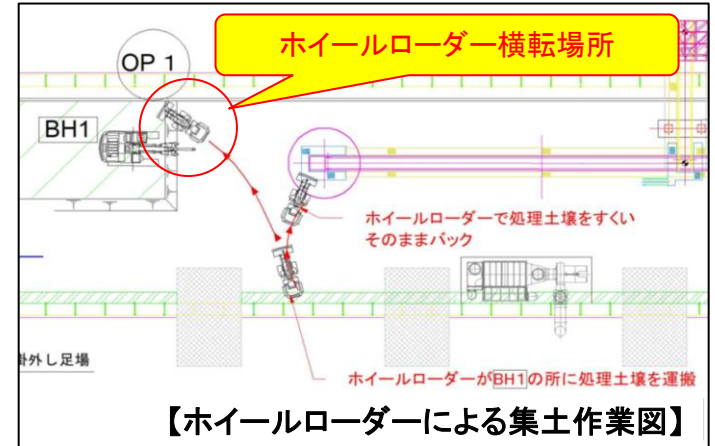 ホイールローダー横転場所
OP 1
BH1
ホイールローダーで処理土壌をすくい
そのままバック
掛外し足場
ホイールローダーがBH1の所に処理土壌を運搬
【ホイールローダーによる集土作業図】